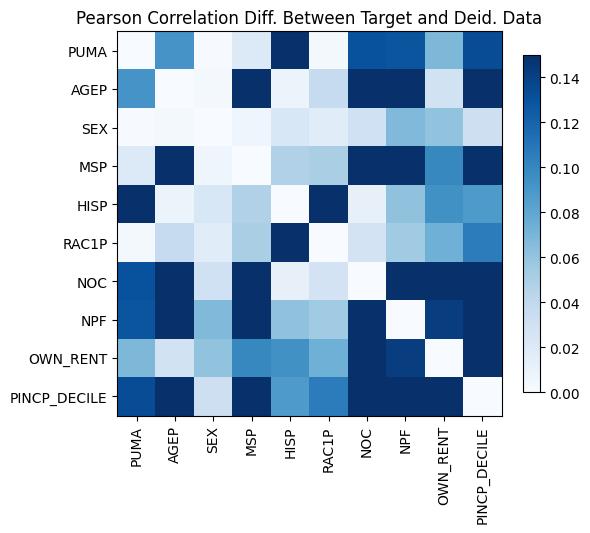 Pearson Correlation Diff. Between Target and Deid. Data
PUMA
AGEP
SEX
MSP
HISP
RAC1P
NOC
NPF
OWN_RENT
PINCP_DECILE
PUMA
AGEP
SEX
MSP
HISP
RAC1P
NOC
NPF
OWN_RENT
PINCP_DECILE
0.14
0.12
0.10
0.08
0.06
0.04
0.02
0.00